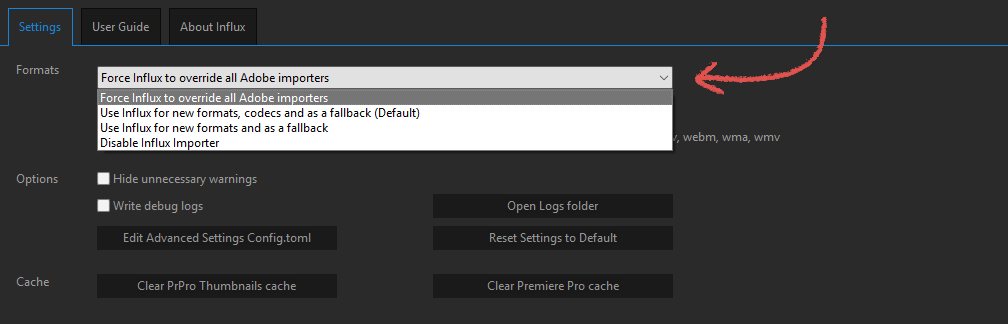 Settings
User Guide
About Influx
Formats
Force Influx to override all Adobe importers
Force Influx to override all Adobe importers
Use Influx for new formats, codecs and as a fallback (Default)
Use Influx for new formats and as a fallback
Disable Influx Importer
, webm, wma, wmv
Options
Hide unnecessary warnings
Write debug logs
Open Logs folder
Edit Advanced Settings Config.toml
Reset Settings to Default
Cache
Clear PrPro Thumbnails cache
Clear Premiere Pro cache